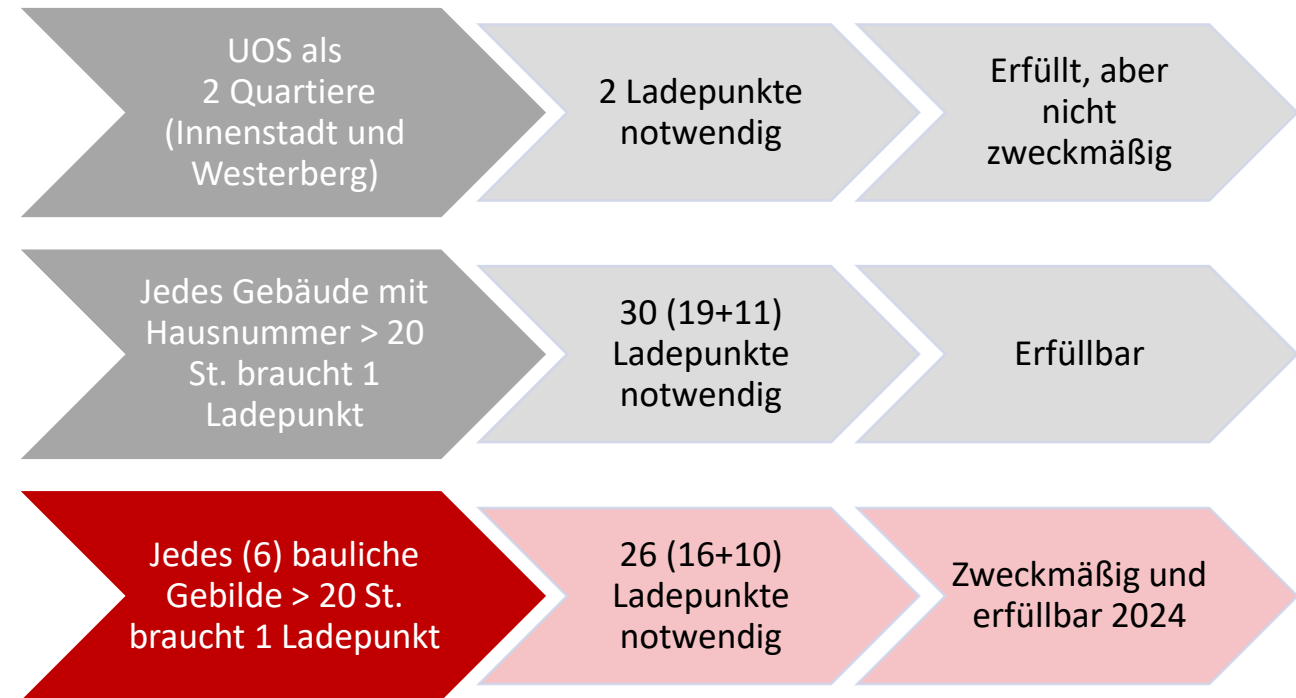 UOS als
2 Quartiere
(Innenstadt und
Westerberg)
2 Ladepunkte
notwendig
Erfüllt, aber
nicht
zweckmäßig
Jedes Gebäude mit
Hausnummer > 20
St. braucht 1
Ladepunkt
30 (19+11)
Ladepunkte
notwendig
Erfüllbar
Jedes (6) bauliche
Gebilde > 20 St.
braucht 1 Ladepunkt
26 (16+10)
Ladepunkte
notwendig
Zweckmäßig und
erfüllbar 2024